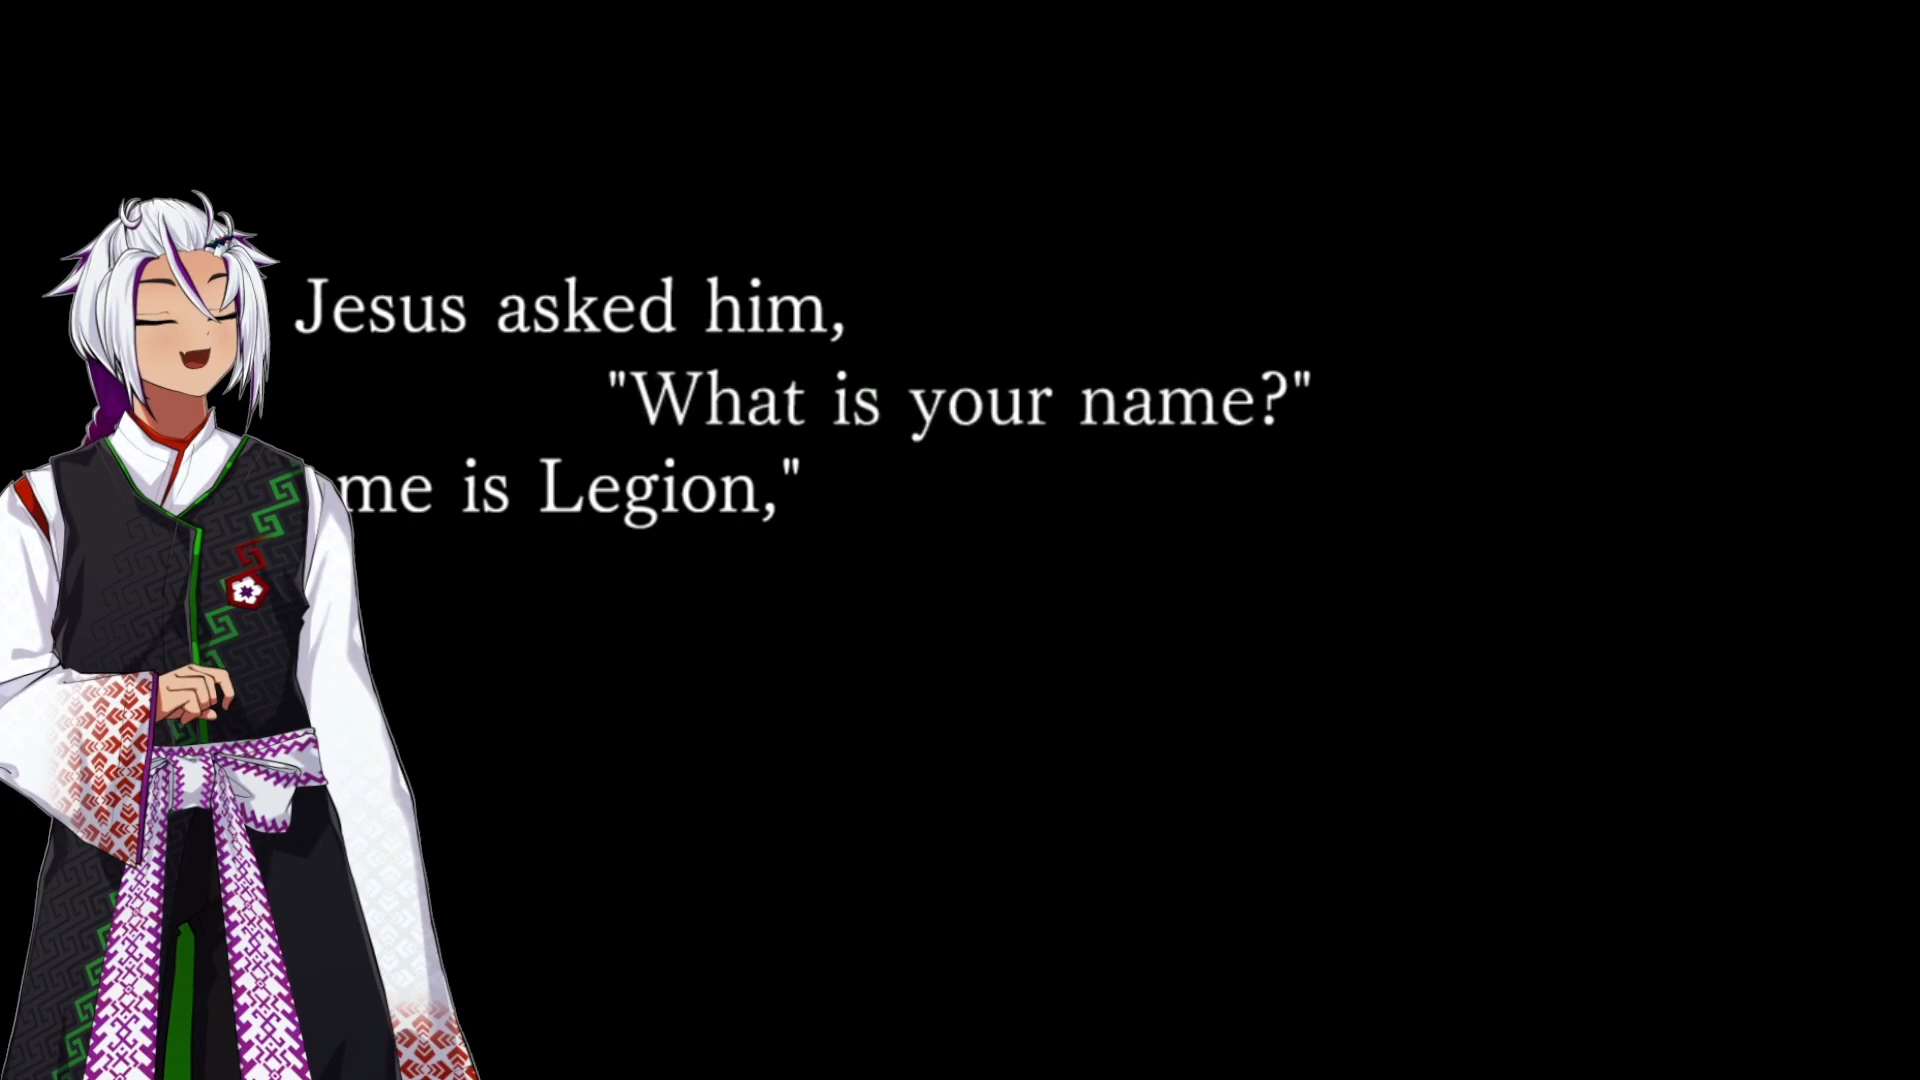 Jesus asked him,
"What is your name?"
me is Legion,"